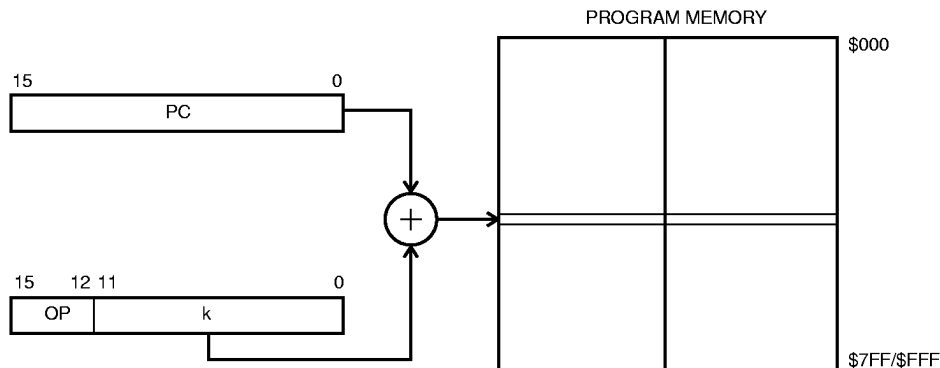 PROGRAM MEMORY
$000
15 0
PC
+
15 12 11 0
OP k
$7FF/$FFF